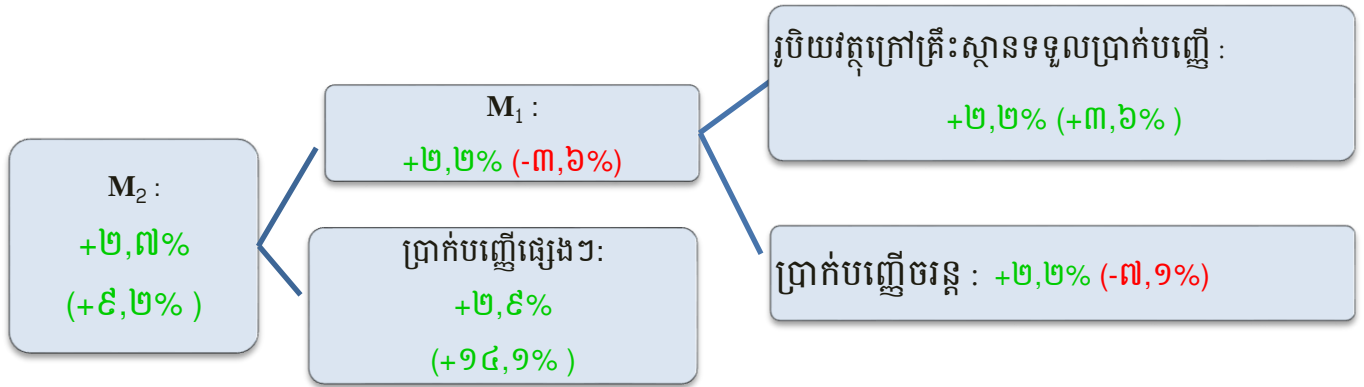 M₂ :
+២,៧%
(+៩,២% )
M₁ :
+២,២% (-៣,៦%)
ប្រាក់បញ្ញើផ្សេងៗ:
+២,៩%
(+១៤,១% )
រូបិយវត្ថុក្រៅគ្រឹះស្ថានទទួលប្រាក់បញ្ញើ :
+២,២% (+៣,៦% )
ប្រាក់បញ្ញើចរន្ត : +២,២% (-៧,១%)